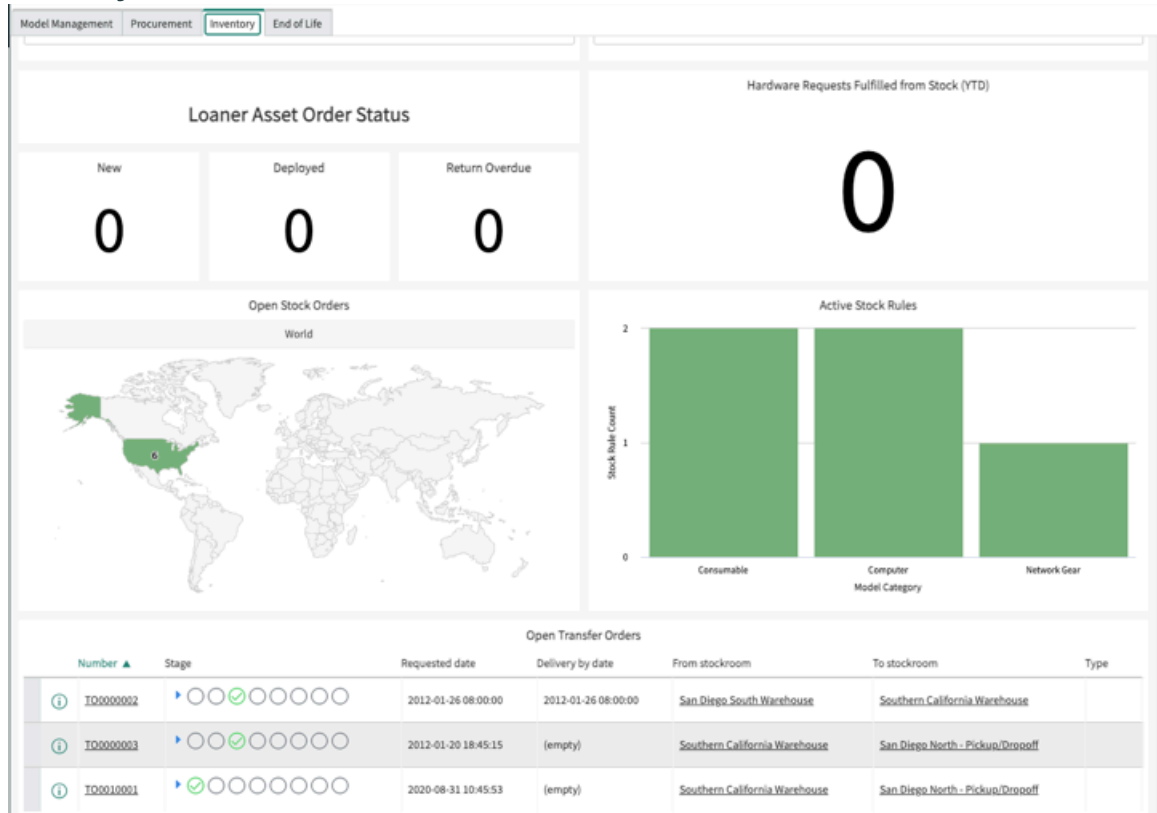 Model Management Procurement Inventory End of Life
Loaner Asset Order Status
New Deployed Return Overdue
0 0 0
Hardware Requests Fulfilled from Stock (YTD)
0
Open Stock Orders
World
6
Active Stock Rules
2
1
0
Stock Rule Count
Consumable Computer Network Gear
Model Category
Open Transfer Orders
Number ▲ Stage Requested date Delivery by date From stockroom To stockroom Type
TO0000002 2012-01-26 08:00:00 2012-01-26 08:00:00 San Diego South Warehouse Southern California Warehouse
TO0000003 2012-01-20 18:45:15 (empty) Southern California Warehouse San Diego North - Pickup/Dropoff
TO0010001 2020-08-31 10:45:53 (empty) Southern California Warehouse San Diego North - Pickup/Dropoff